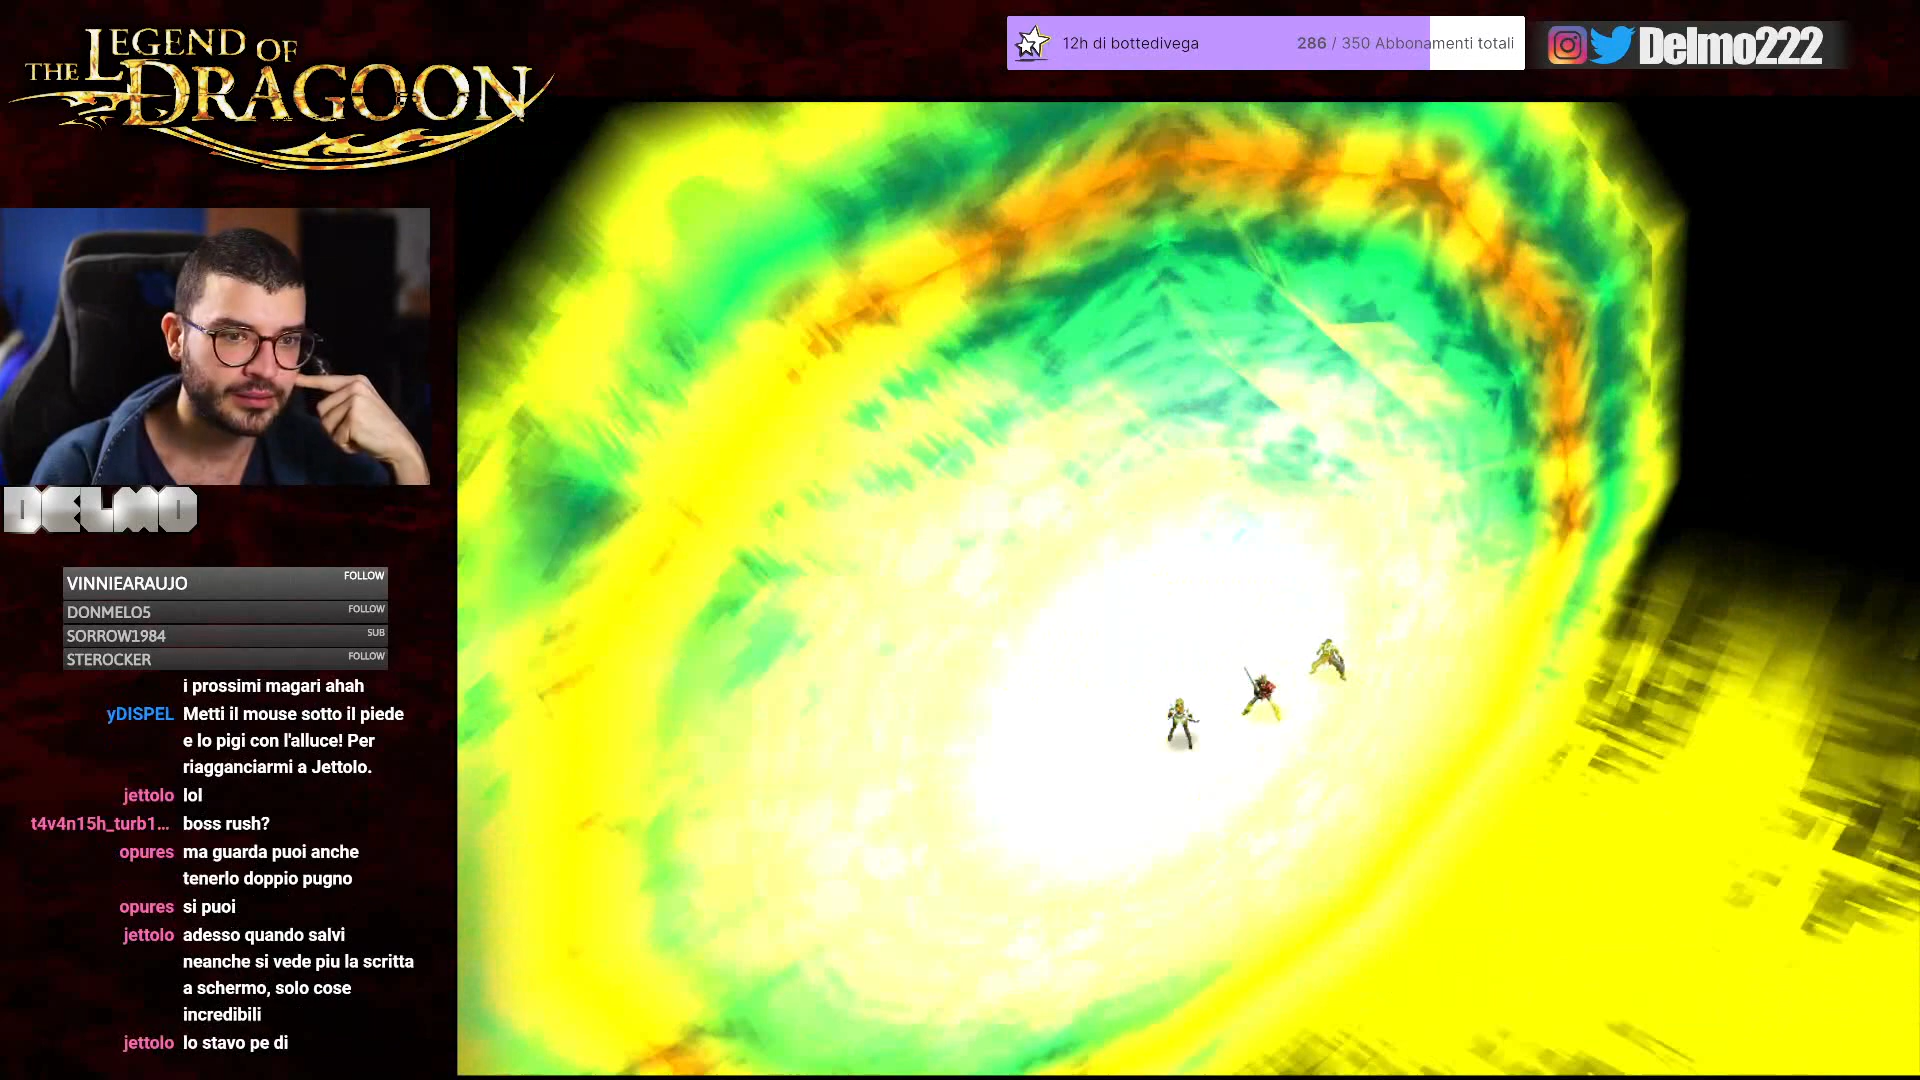 LEGEND OF
THE DRAGOON
12h di bottedivega
286 / 350 Abbonamenti totali
Delmo222
DELMO
VINNIEARAUJO FOLLOW
DONMELO5 FOLLOW
SORROW1984 SUB
STEROCKER FOLLOW
i prossimi magari ahah
yDISPEL Metti il mouse sotto il piede
e lo pigi con l'alluce! Per
riagganciarmi a Jettolo.
jettolo lol
t4v4n15h_turb1... boss rush?
opures ma guarda puoi anche
tenerlo doppio pugno
opures si puoi
jettolo adesso quando salvi
neanche si vede piu la scritta
a schermo, solo cose
incredibili
jettolo lo stavo pe di